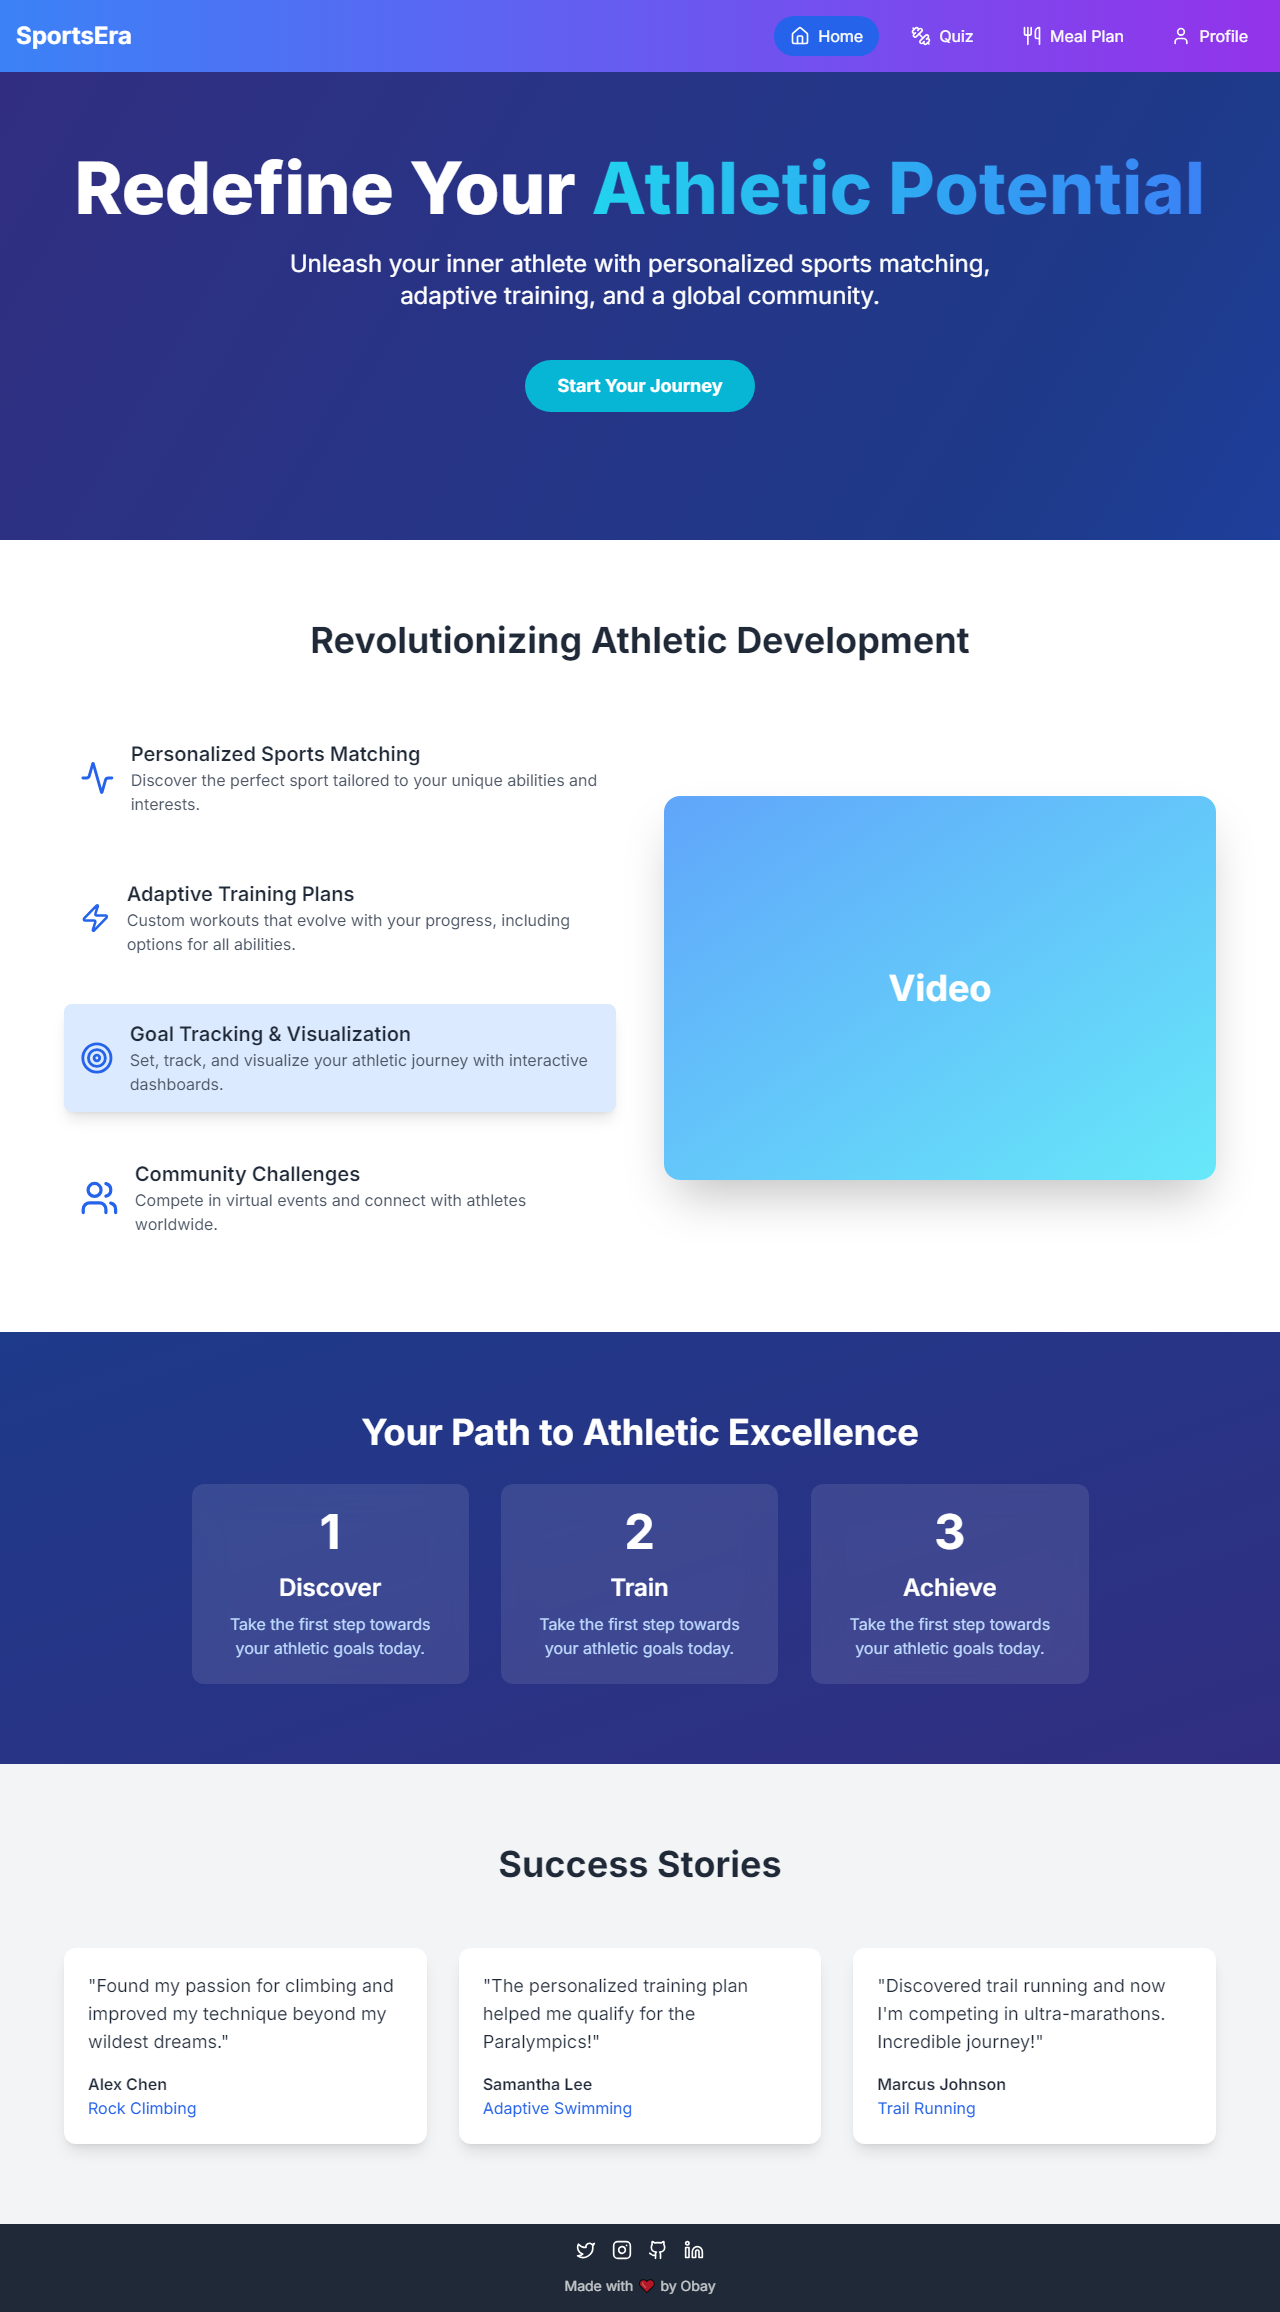 SportsEra
Home
Quiz
Meal Plan
Profile
Redefine Your Athletic Potential
Unleash your inner athlete with personalized sports matching,
adaptive training, and a global community.
Start Your Journey
Revolutionizing Athletic Development
Personalized Sports Matching
Discover the perfect sport tailored to your unique abilities and
interests.
Adaptive Training Plans
Custom workouts that evolve with your progress, including
options for all abilities.
Goal Tracking & Visualization
Set, track, and visualize your athletic journey with interactive
dashboards.
Community Challenges
Compete in virtual events and connect with athletes
worldwide.
Video
Your Path to Athletic Excellence
1
Discover
Take the first step towards
your athletic goals today.
2
Train
Take the first step towards
your athletic goals today.
3
Achieve
Take the first step towards
your athletic goals today.
Success Stories
"Found my passion for climbing and
improved my technique beyond my
wildest dreams."
Alex Chen
Rock Climbing
"The personalized training plan
helped me qualify for the
Paralympics!"
Samantha Lee
Adaptive Swimming
"Discovered trail running and now
I'm competing in ultra-marathons.
Incredible journey!"
Marcus Johnson
Trail Running
Made with ❤️ by Obay